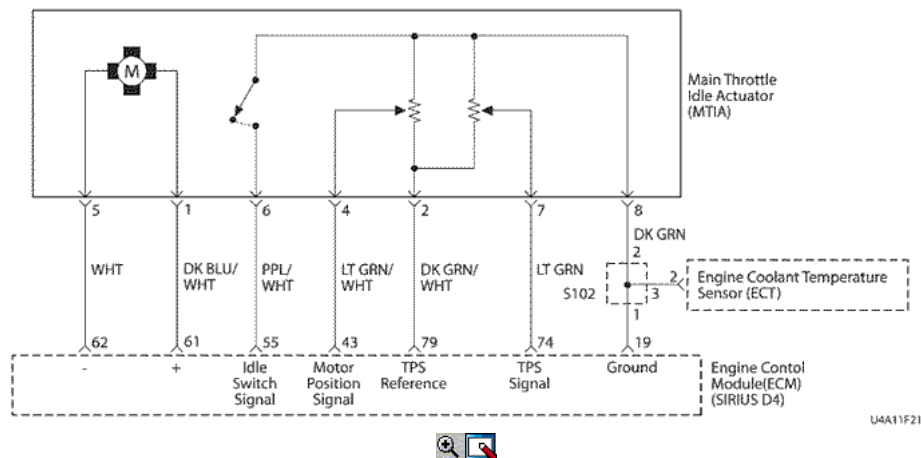 M
Main Throttle
Idle Actuator
(MTIA)
5
1
6
4
2
7
8
DK GRN
2
WHT
DK BLU/
WHT
PPL/
WHT
LT GRN/
WHT
DK GRN/
WHT
LT GRN
S102
3
1
2
Engine Coolant Temperature
Sensor (ECT)
62
61
55
43
79
74
19
-
+
Idle
Switch
Signal
Motor
Position
Signal
TPS
Reference
TPS
Signal
Ground
Engine Contol
Module(ECM)
(SIRIUS D4)
U4A11F21